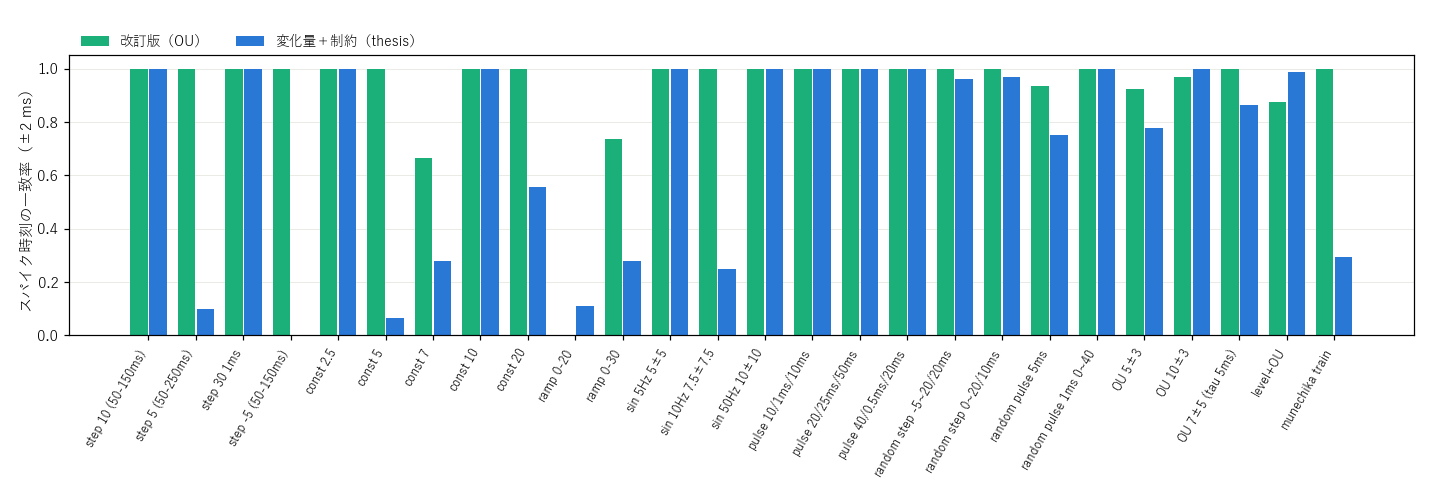 改訂版（OU） 変化量＋制約（thesis）
スパイク時刻の一致率（±2 ms）
1.0
0.8
0.6
0.4
0.2
0.0
step 10 (50-150ms)
step 5 (50-250ms)
step 30 1ms
step -5 (50-150ms)
const 2.5
const 5
const 7
const 10
const 20
ramp 0-20
ramp 0-30
sin 5Hz 5±5
sin 10Hz 7.5±7.5
sin 50Hz 10±10
pulse 10/1ms/10ms
pulse 20/25ms/50ms
pulse 40/0.5ms/20ms
random step -5~20/20ms
random step 0~20/10ms
random pulse 5ms
random pulse 1ms 0~40
OU 5±3
OU 10±3
OU 7±5 (tau 5ms)
level+OU
munechika train